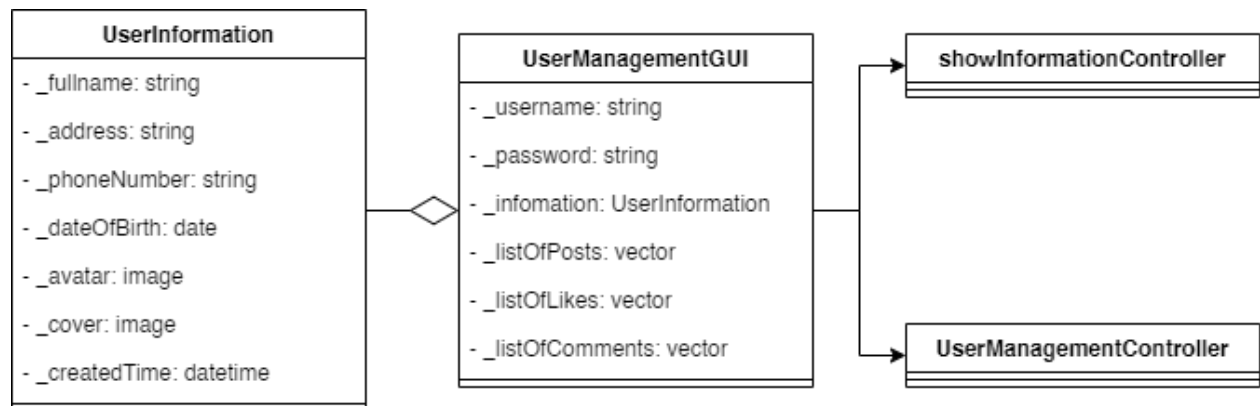 UserInformation
- _fullname: string
- _address: string
- _phoneNumber: string
- _dateOfBirth: date
- _avatar: image
- _cover: image
- _createdTime: datetime
UserManagementGUI
- _username: string
- _password: string
- _infomation: UserInformation
- _listOfPosts: vector
- _listOfLikes: vector
- _listOfComments: vector
showInformationController
UserManagementController